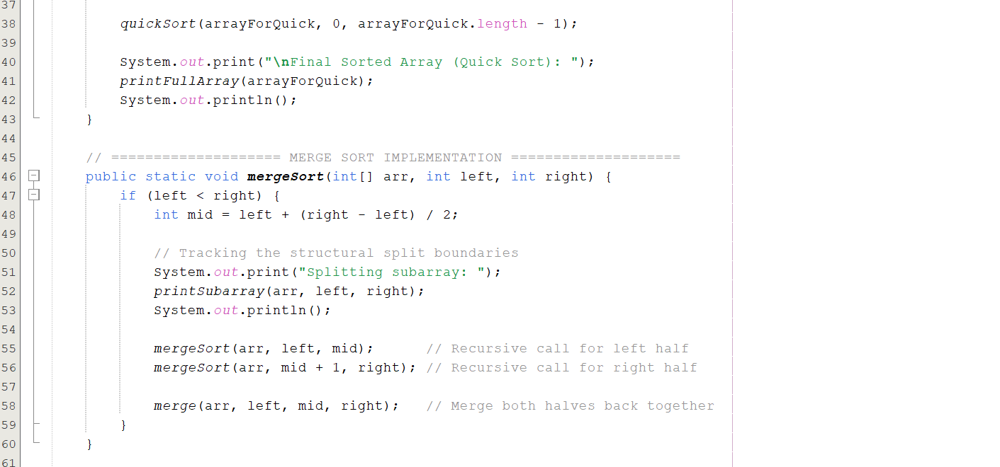 37
38 quickSort(arrayForQuick, 0, arrayForQuick.length - 1);
39
40 System.out.print("\nFinal Sorted Array (Quick Sort): ");
41 printFullArray(arrayForQuick);
42 System.out.println();
43 }
44
45 // ==================== MERGE SORT IMPLEMENTATION ====================
46 public static void mergeSort(int[] arr, int left, int right) {
47 if (left < right) {
48 int mid = left + (right - left) / 2;
49
50 // Tracking the structural split boundaries
51 System.out.print("Splitting subarray: ");
52 printSubarray(arr, left, right);
53 System.out.println();
54
55 mergeSort(arr, left, mid); // Recursive call for left half
56 mergeSort(arr, mid + 1, right); // Recursive call for right half
57
58 merge(arr, left, mid, right); // Merge both halves back together
59 }
60 }
61